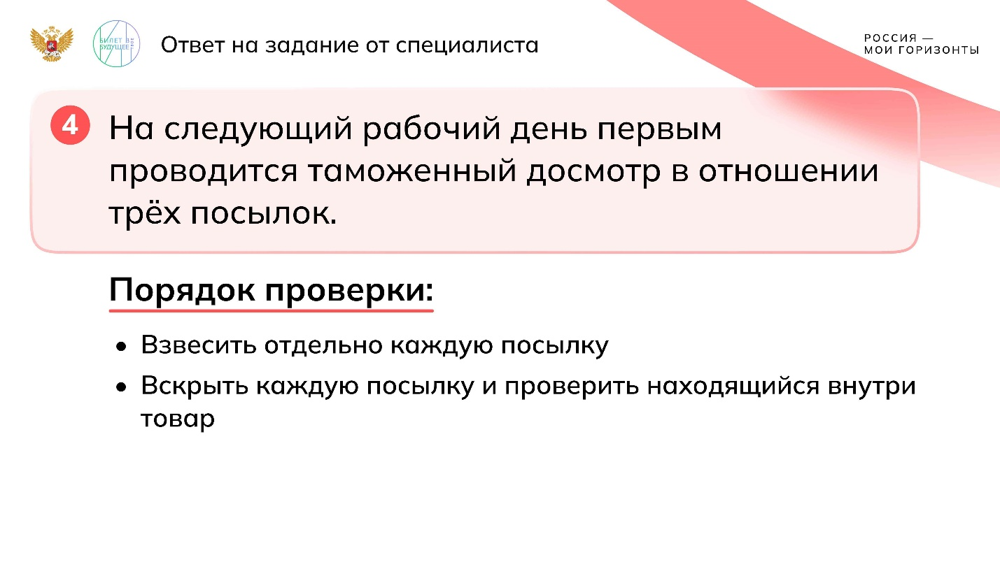 БИЛЕТ В
БУДУЩЕЕ
Ответ на задание от специалиста
РОССИЯ —
МОИ ГОРИЗОНТЫ
4
На следующий рабочий день первым
проводится таможенный досмотр в отношении
трёх посылок.
Порядок проверки:
• Взвесить отдельно каждую посылку
• Вскрыть каждую посылку и проверить находящийся внутри
товар